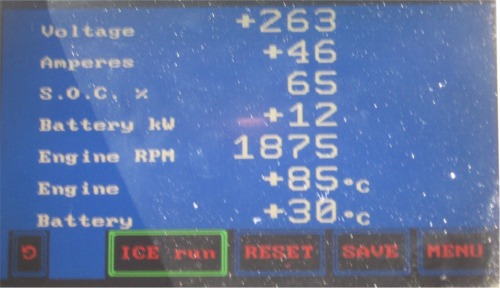 Voltage +263
Amperes +46
S.O.C. % 65
Battery kW +12
Engine RPM 1875
Engine +85°C
Battery +30°C
ICE run RESET SAVE MENU